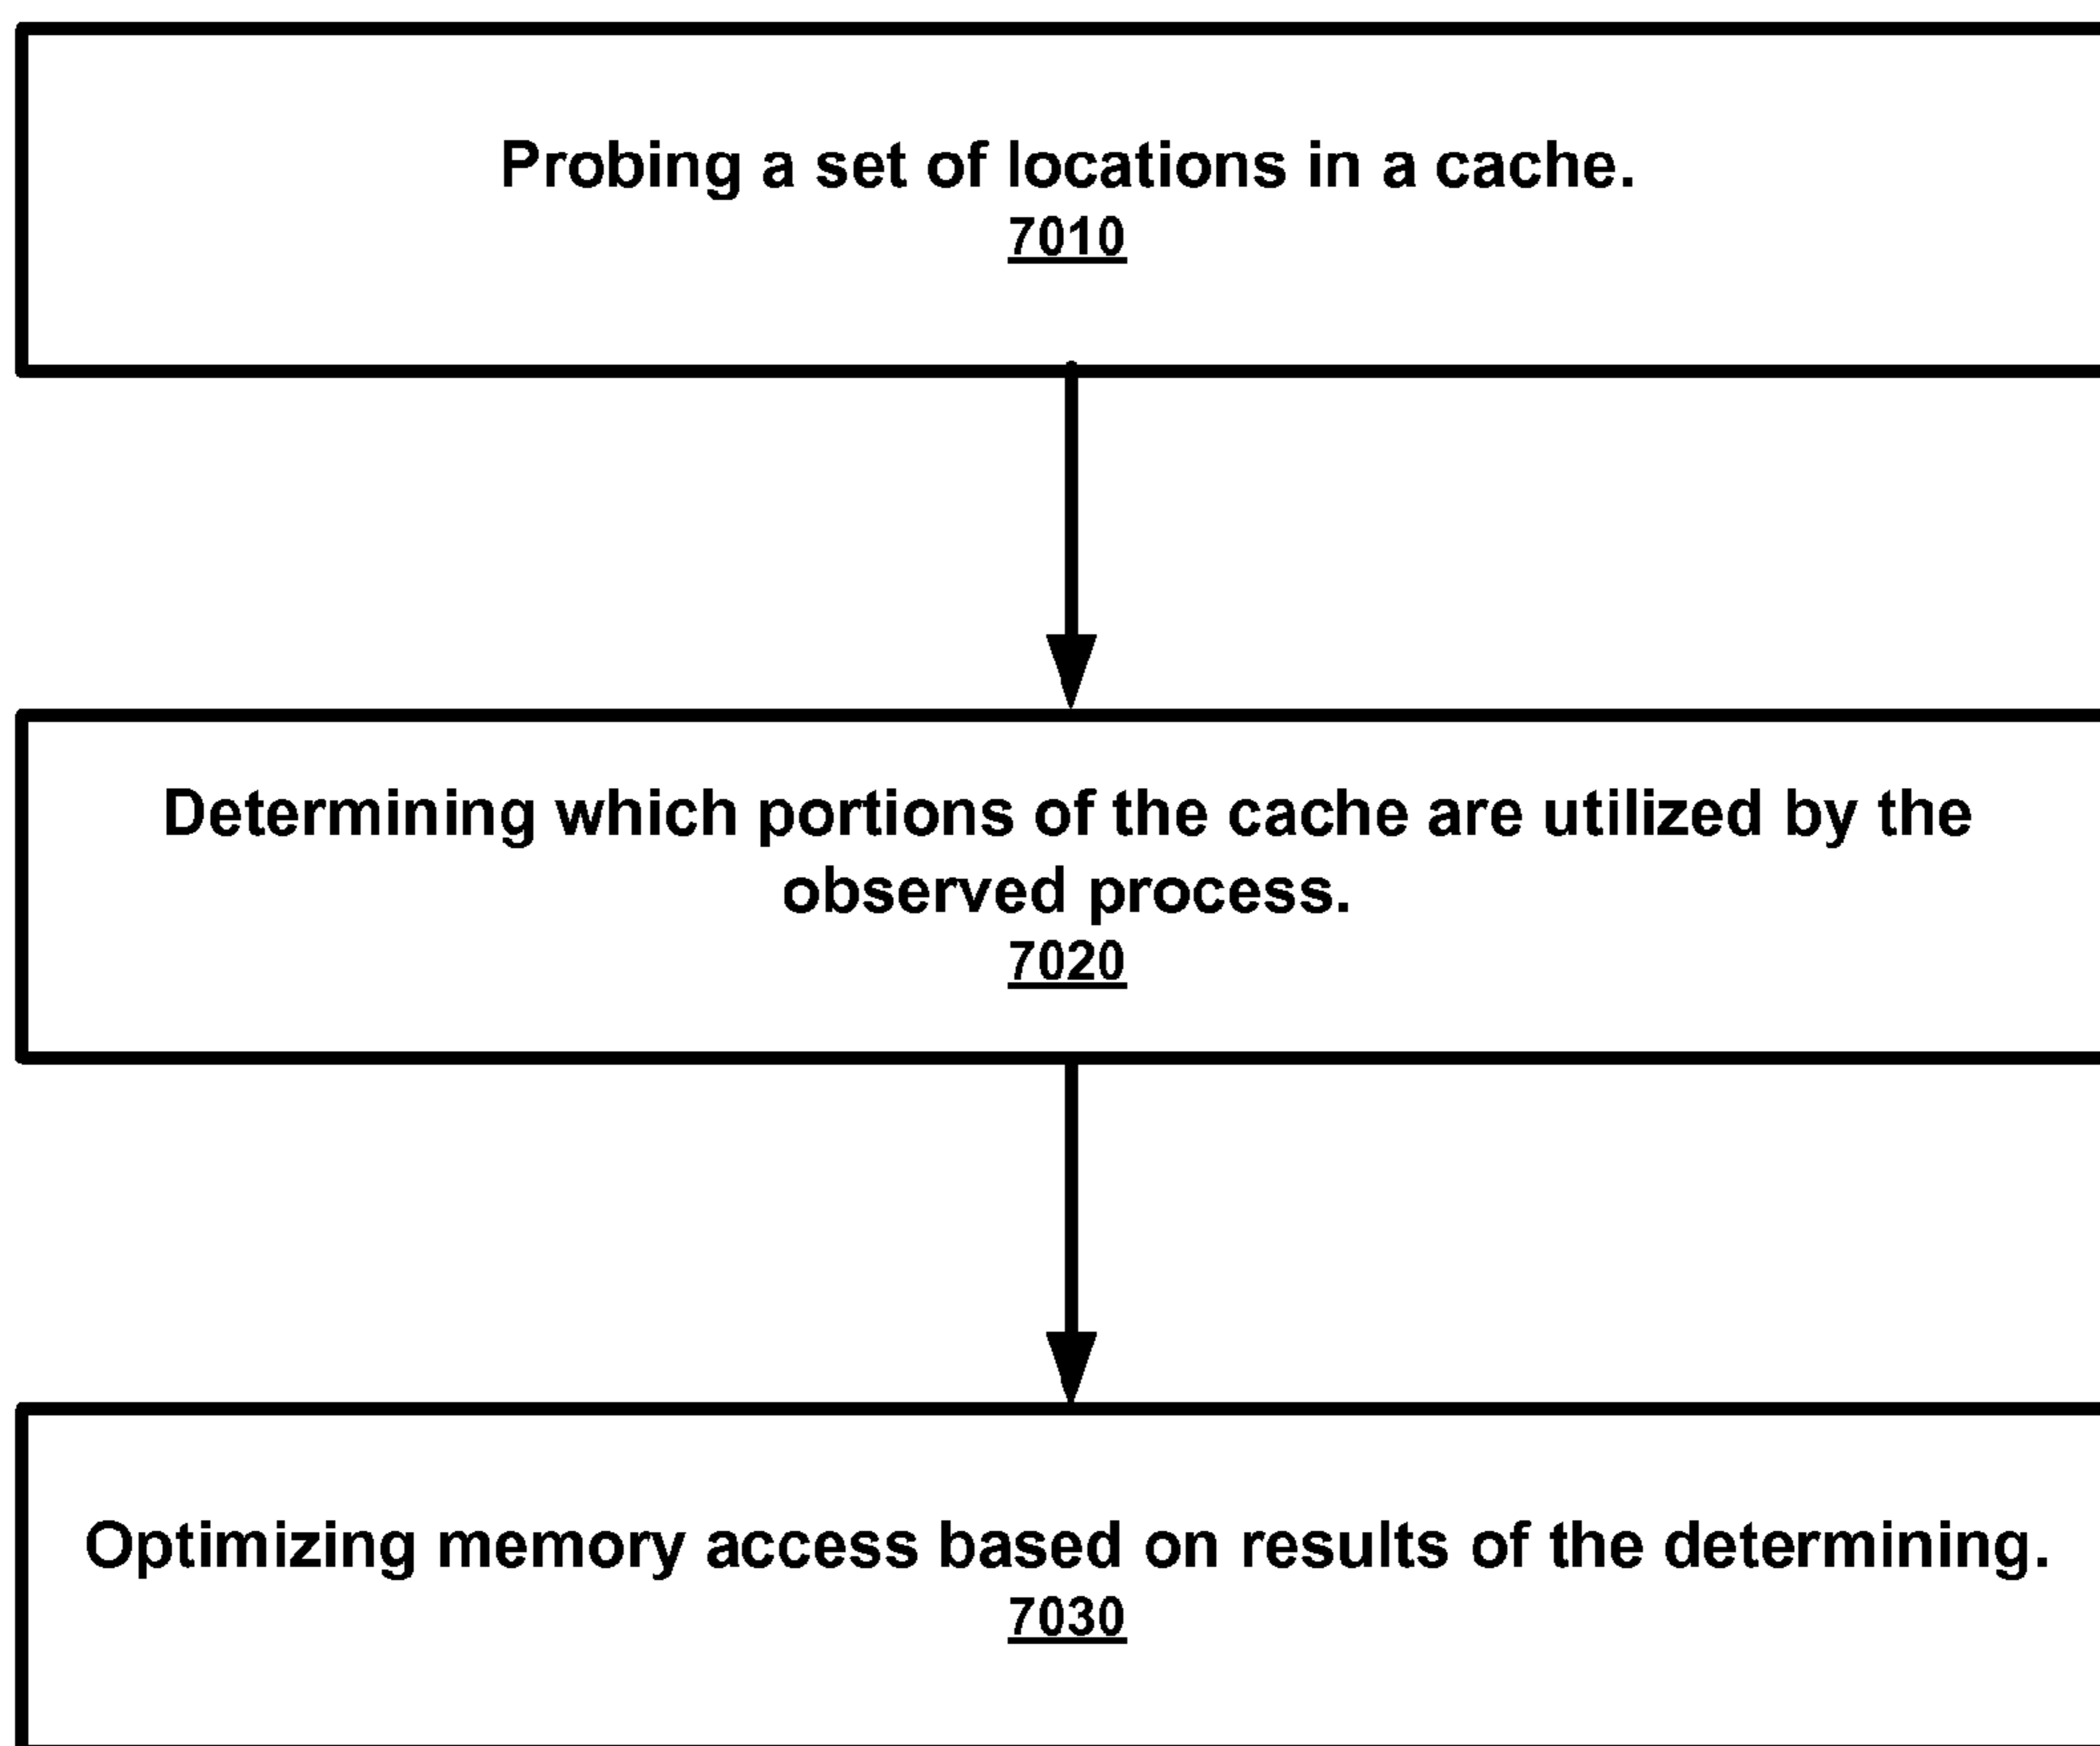 Probing a set of locations in a cache.
7010
Determining which portions of the cache are utilized by the
observed process.
7020
Optimizing memory access based on results of the determining.
7030